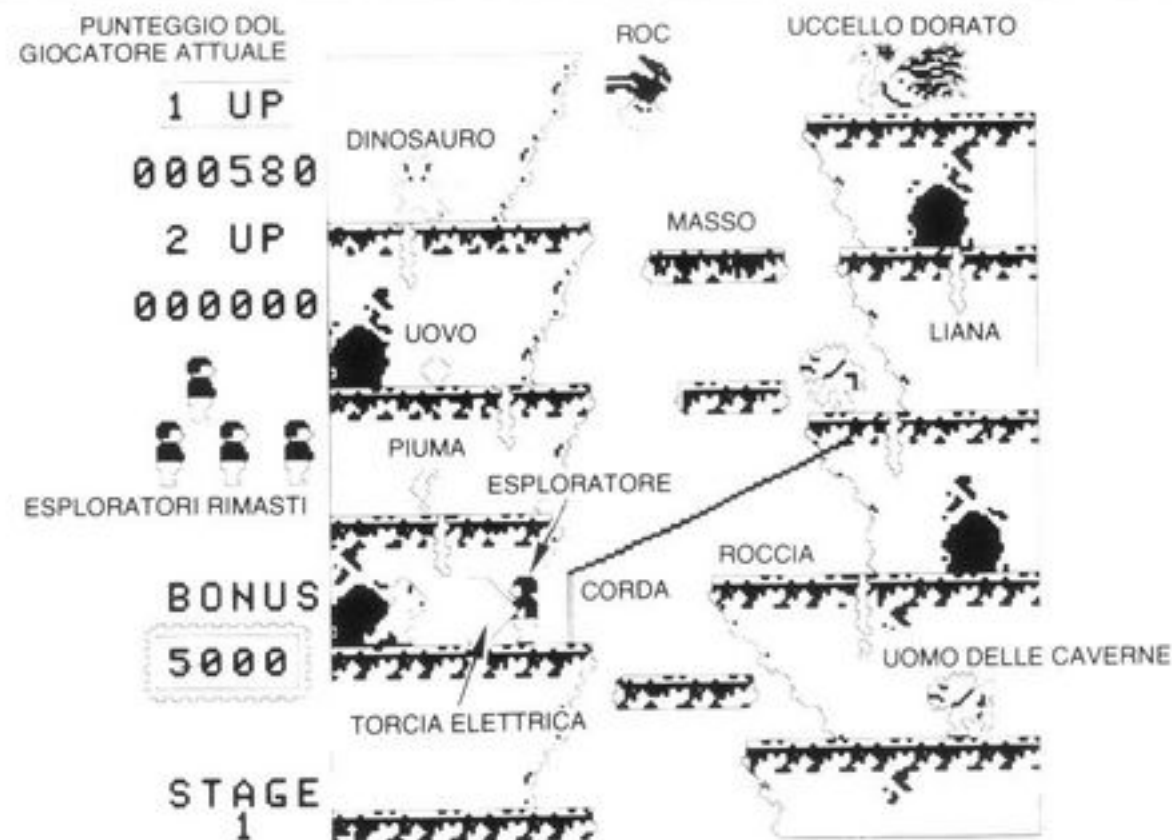 PUNTEGGIO DOL
GIOCATORE ATTUALE
1 UP
000580
2 UP
000000
ESPLORATORI RIMASTI
BONUS
5000
STAGE
1
ROC
UCCELLO DORATO
DINOSAURO
MASSO
UOVO
LIANA
PIUMA
ESPLORATORE
ROCCIA
CORDA
UOMO DELLE CAVERNE
TORCIA ELETTRICA